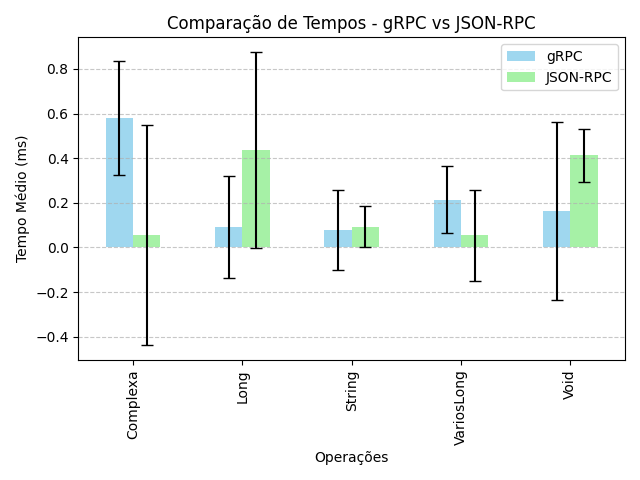 Comparação de Tempos - gRPC vs JSON-RPC
gRPC
JSON-RPC
Tempo Médio (ms)
0.8
0.6
0.4
0.2
0.0
−0.2
−0.4
Complexa
Long
String
VariosLong
Void
Operações